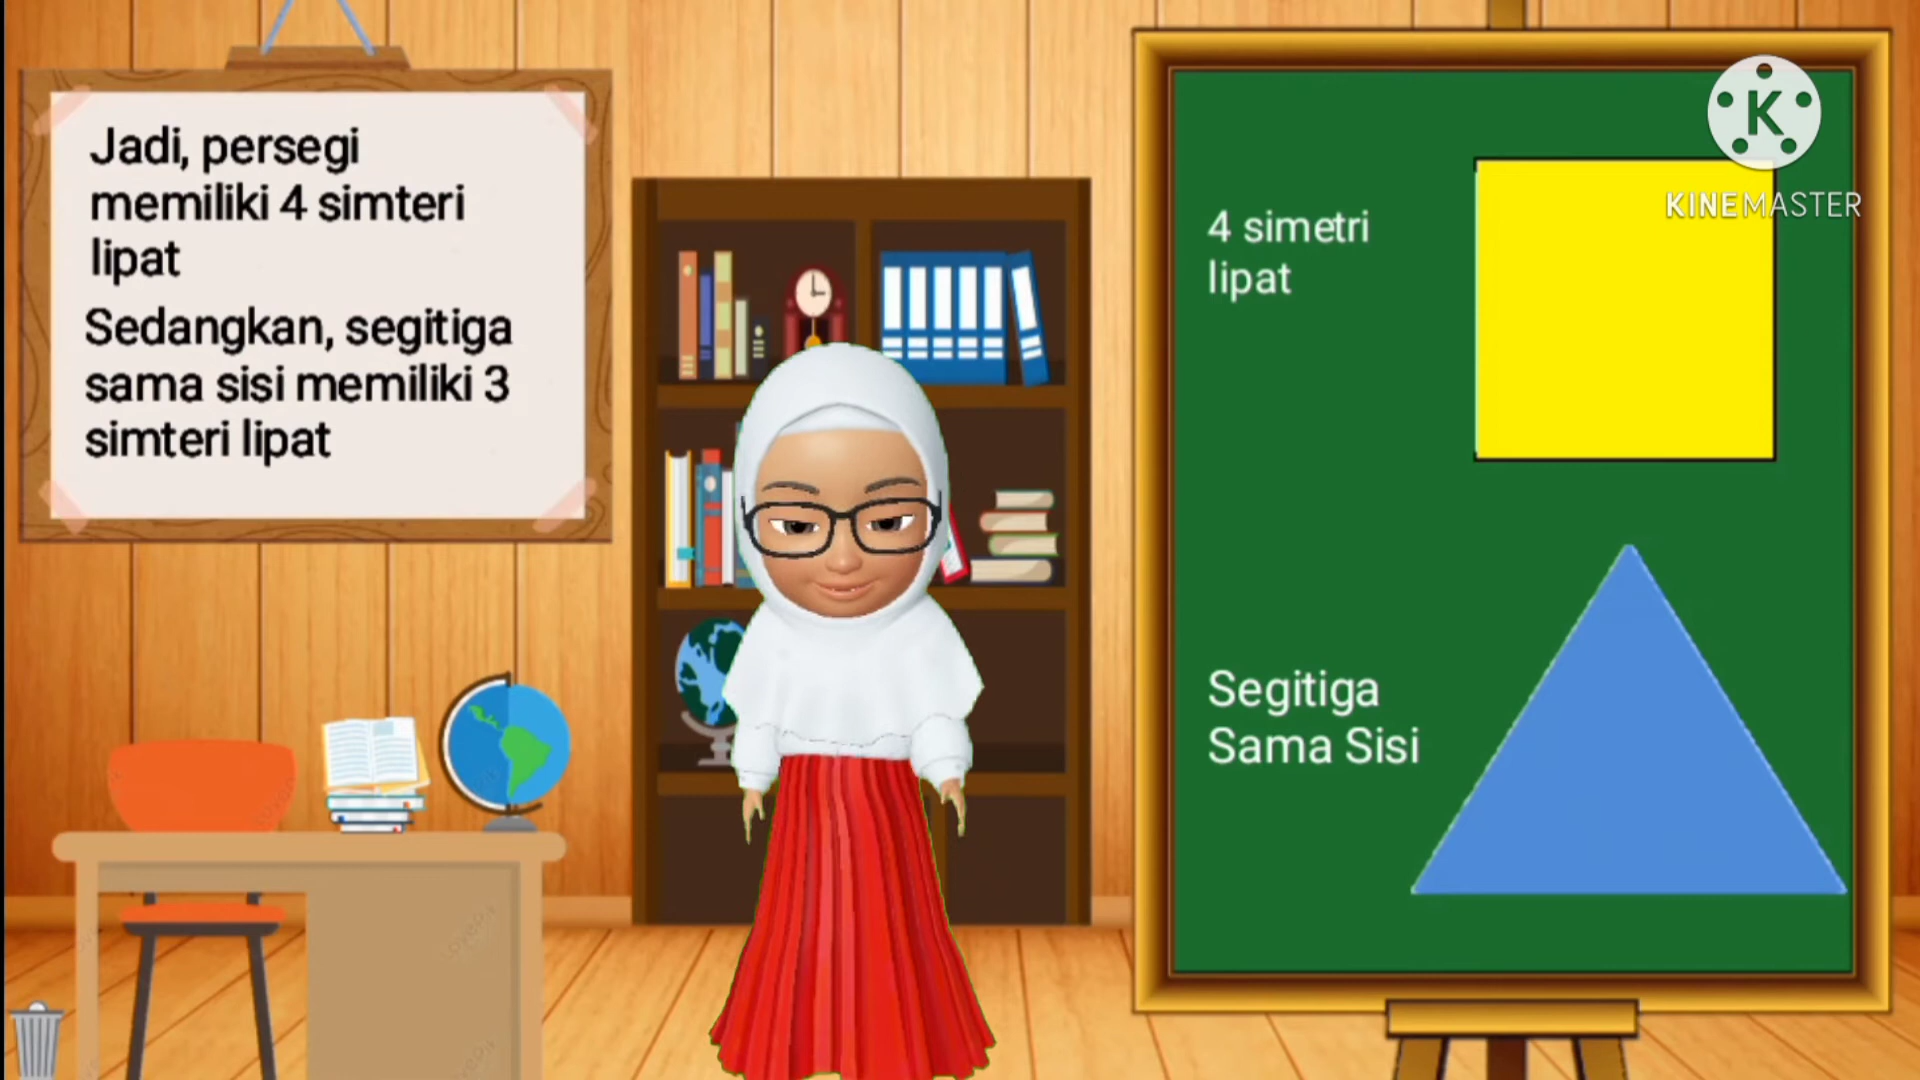 Jadi, persegi
memiliki 4 simteri
lipat
Sedangkan, segitiga
sama sisi memiliki 3
simteri lipat
4 simetri
lipat
K
KINEMASTER
Segitiga
Sama Sisi